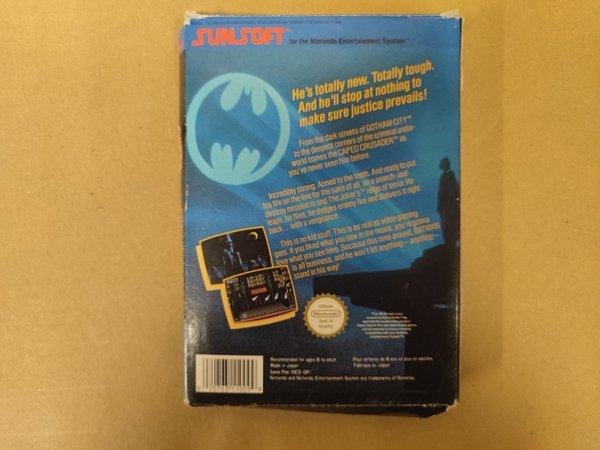 SUNSOFT™ for the Nintendo Entertainment System™
He's totally new. Totally tough.
And he'll stop at nothing to
make sure justice prevails!
From the dark streets of GOTHAM CITY™
to the deepest corners of the criminal under-
world comes the CAPED CRUSADER™ as
you've never seen him before.
Incredibly strong. Armed to the teeth. And ready to put
his life on the line for the sake of all, on a search-and-
destroy mission to end The Joker's™ reign of terror. He
leaps, he flies, he dodges enemy fire and delivers it right
back . . . with a vengeance.
This is no kid stuff. This is as real as video gaming
gets. If you liked what you saw in the movie, you're gonna
love what you see here. Because this time around, BATMAN
is all business, and he won't let anything—anything—
stand in his way!
Official
Nintendo
Seal of
Quality
Recommended for ages 8 to adult
Made in Japan
Game Pak (NES-GP)
Nintendo and Nintendo Entertainment System are trademarks of Nintendo.
Pour enfants de 8 ans et plus et adultes.
Fabriqué au Japon